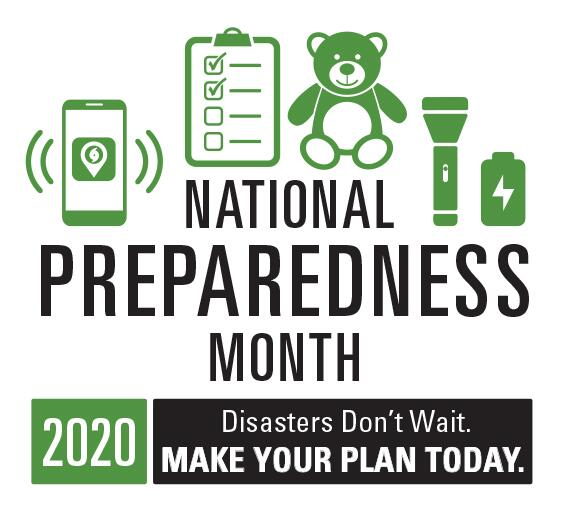 NATIONAL
PREPAREDNESS
MONTH
2020
Disasters Don't Wait.
MAKE YOUR PLAN TODAY.